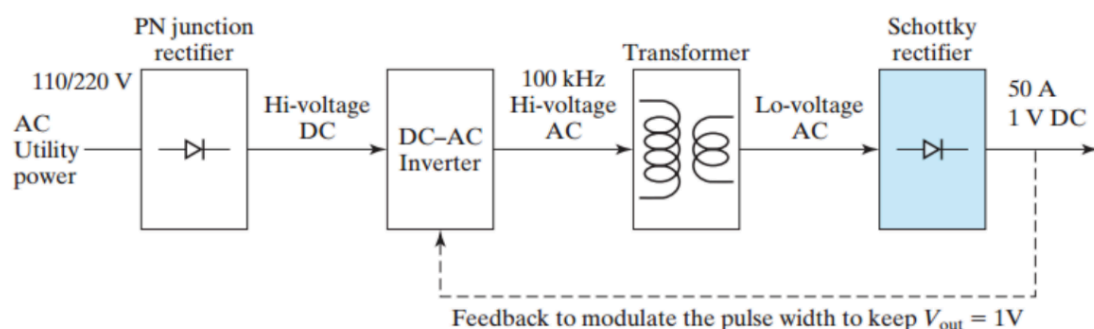 PN junction
rectifier
110/220 V
AC
Utility
power
Hi-voltage
DC
DC–AC
Inverter
100 kHz
Hi-voltage
AC
Transformer
Lo-voltage
AC
Schottky
rectifier
50 A
1 V DC
Feedback to modulate the pulse width to keep Vout = 1V